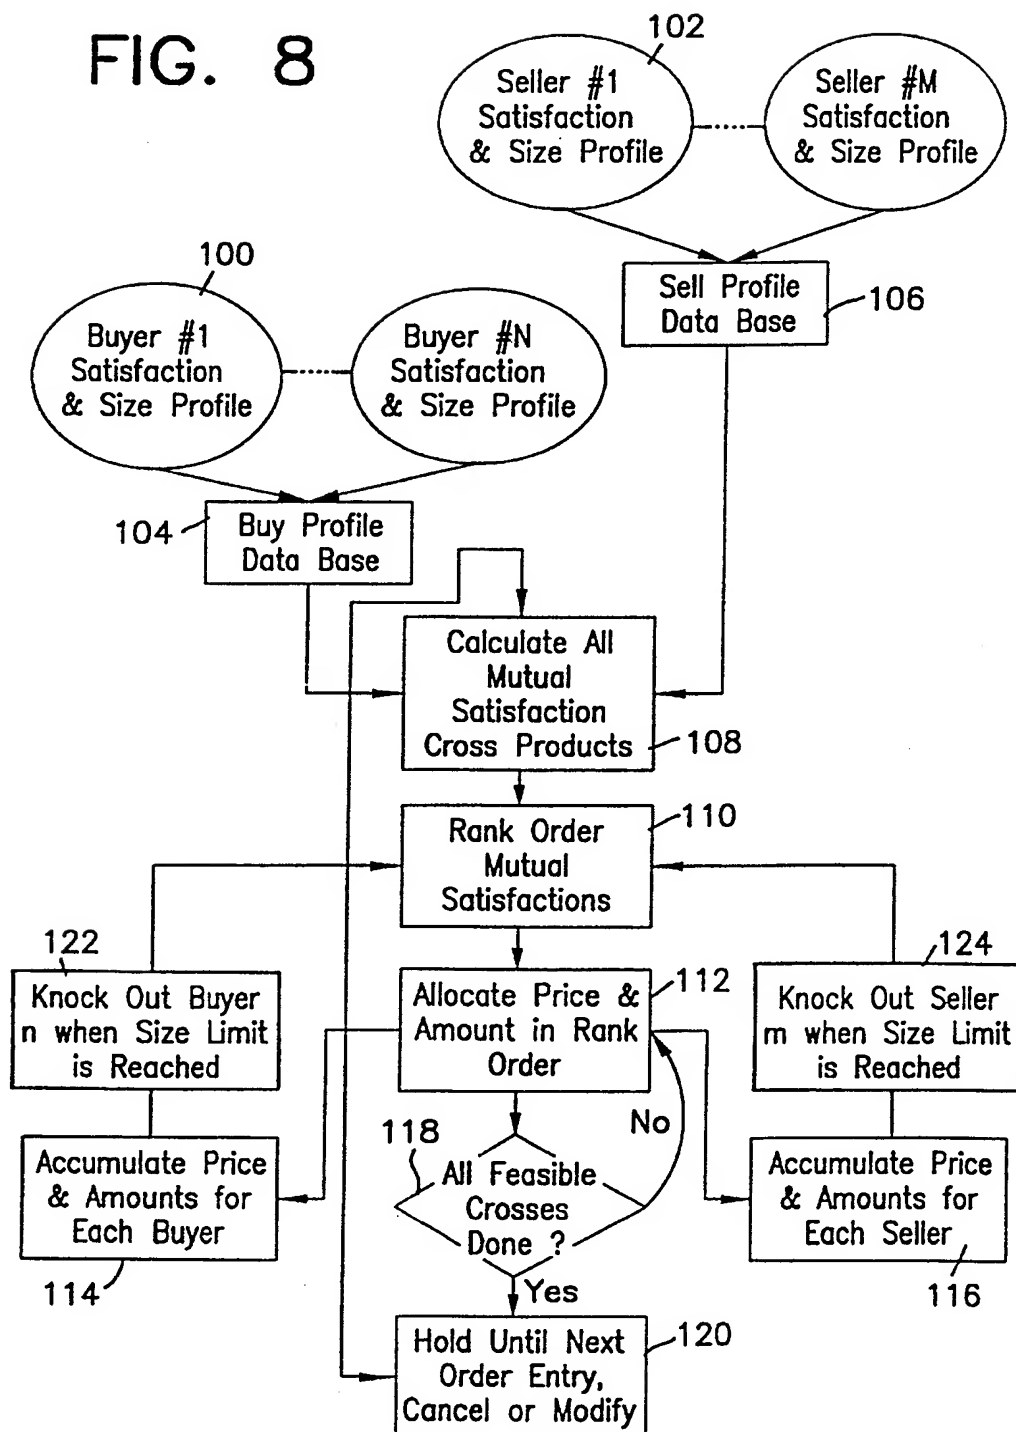 FIG. 8
102
Seller #1
Satisfaction
& Size Profile
Seller #M
Satisfaction
& Size Profile
100
Buyer #1
Satisfaction
& Size Profile
Buyer #N
Satisfaction
& Size Profile
Sell Profile
Data Base
106
104
Buy Profile
Data Base
Calculate All
Mutual
Satisfaction
Cross Products
108
Rank Order
Mutual
Satisfactions
110
122
Knock Out Buyer
n when Size Limit
is Reached
Allocate Price &
Amount in Rank
Order
112
124
Knock Out Seller
m when Size Limit
is Reached
No
118
Accumulate Price
& Amounts for
Each Buyer
114
All Feasible
Crosses
Done ?
Accumulate Price
& Amounts for
Each Seller
116
Yes
Hold Until Next
Order Entry,
Cancel or Modify
120